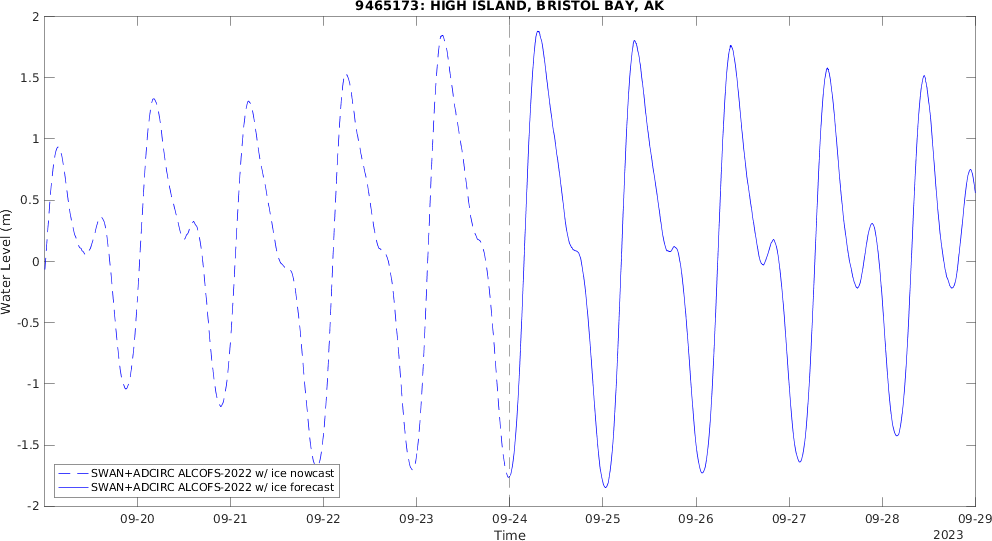 9465173: HIGH ISLAND, BRISTOL BAY, AK
2
1.5
1
0.5
0
-0.5
-1
-1.5
-2
Water Level (m)
SWAN+ADCIRC ALCOFS-2022 w/ ice nowcast
SWAN+ADCIRC ALCOFS-2022 w/ ice forecast
09-20 09-21 09-22 09-23 09-24 09-25 09-26 09-27 09-28 09-29
Time
2023